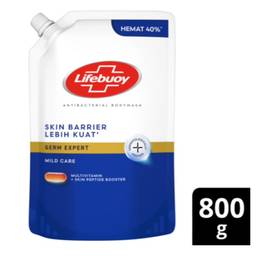 HEMAT 40%*
Lifebuoy
ANTIBACTERIAL BODYWASH
SKIN BARRIER
LEBIH KUAT*
GERM EXPERT
MILD CARE
MULTIVITAMIN
+ SKIN PEPTIDE BOOSTER
800
g